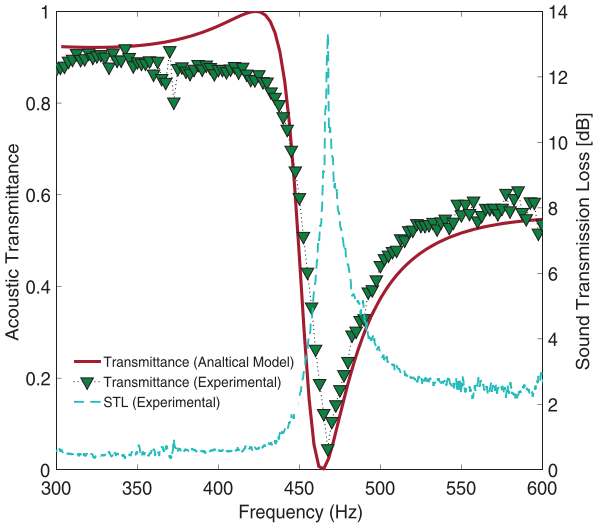 1
0.8
0.6
0.4
0.2
0
Acoustic Transmittance
14
12
10
8
6
4
2
0
Sound Transmission Loss [dB]
Transmittance (Analtical Model)
Transmittance (Experimental)
STL (Experimental)
300 350 400 450 500 550 600
Frequency (Hz)